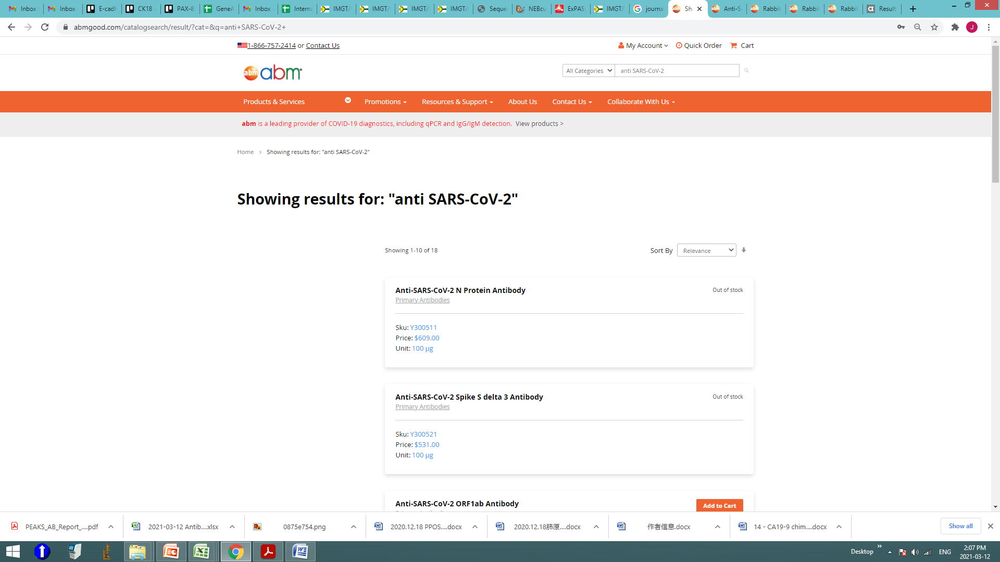 Inbox
Inbox
E-cadh
CK18 -
PAX-8
GeneA
Inbox
Interna
IMGT/
IMGT/
IMGT/
IMGT/
Seque
NEBcu
ExPAS
IMGT/
journa
Sh
Anti-S
Rabbit
Rabbit
Rabbit
Result
abmgood.com/catalogsearch/result/?cat=&q=anti+SARS-CoV-2+
J
1-866-757-2414 or Contact Us
My Account
Quick Order
Cart
abm abm
All Categories
anti SARS-CoV-2
Products & Services
Promotions
Resources & Support
About Us
Contact Us
Collaborate With Us
abm is a leading provider of COVID-19 diagnostics, including qPCR and IgG/IgM detection. View products >
Home > Showing results for: "anti SARS-CoV-2"
Showing results for: "anti SARS-CoV-2"
Showing 1-10 of 18
Sort By Relevance
Anti-SARS-CoV-2 N Protein Antibody
Out of stock
Primary Antibodies
Sku: Y300511
Price: $609.00
Unit: 100 μg
Anti-SARS-CoV-2 Spike S delta 3 Antibody
Out of stock
Primary Antibodies
Sku: Y300521
Price: $531.00
Unit: 100 μg
Anti-SARS-CoV-2 ORF1ab Antibody
Add to Cart
PEAKS_AB_Report_....pdf
2021-03-12 Antib....xlsx
0875e754.png
2020.12.18 PPOS....docx
2020.12.18肺原....docx
作者信息.docx
14 - CA19-9 chim....docx
Show all
Desktop
ENG
2:07 PM
2021-03-12